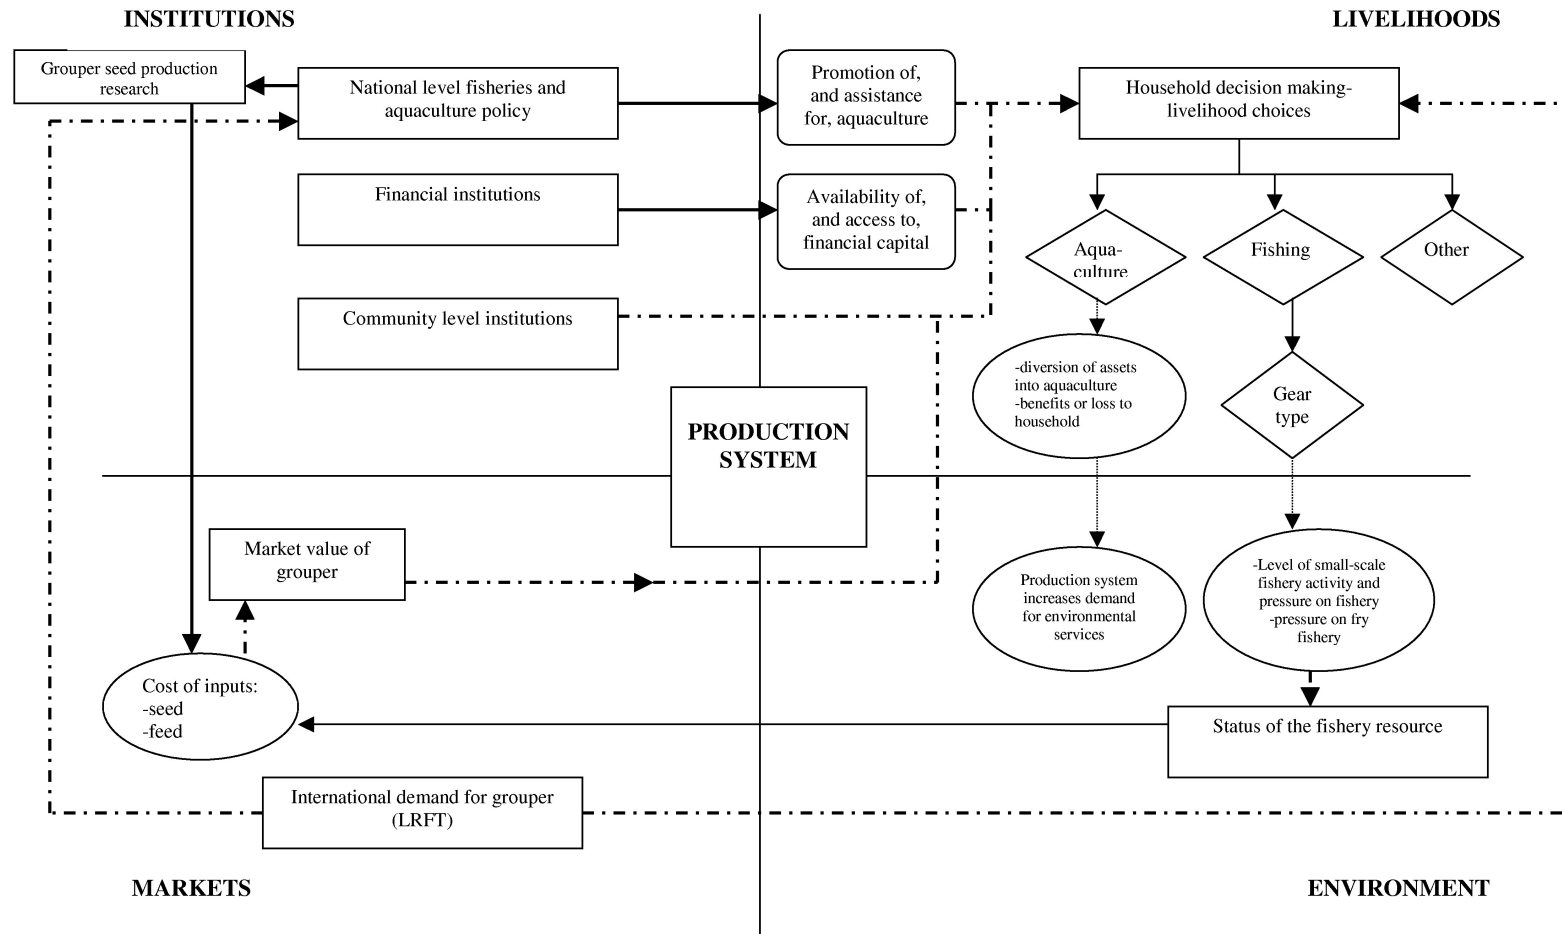 INSTITUTIONS
LIVELIHOODS
Grouper seed production
research
National level fisheries and
aquaculture policy
Promotion of,
and assistance
for, aquaculture
Household decision making-
livelihood choices
Financial institutions
Availability of,
and access to,
financial capital
Aqua-
culture
Fishing
Other
Community level institutions
-diversion of assets
into aquaculture
-benefits or loss to
household
Gear
type
PRODUCTION
SYSTEM
Market value of
grouper
Production system
increases demand
for environmental
services
-Level of small-scale
fishery activity and
pressure on fishery
-pressure on fry
fishery
Cost of inputs:
-seed
-feed
Status of the fishery resource
International demand for grouper
(LRFT)
MARKETS
ENVIRONMENT